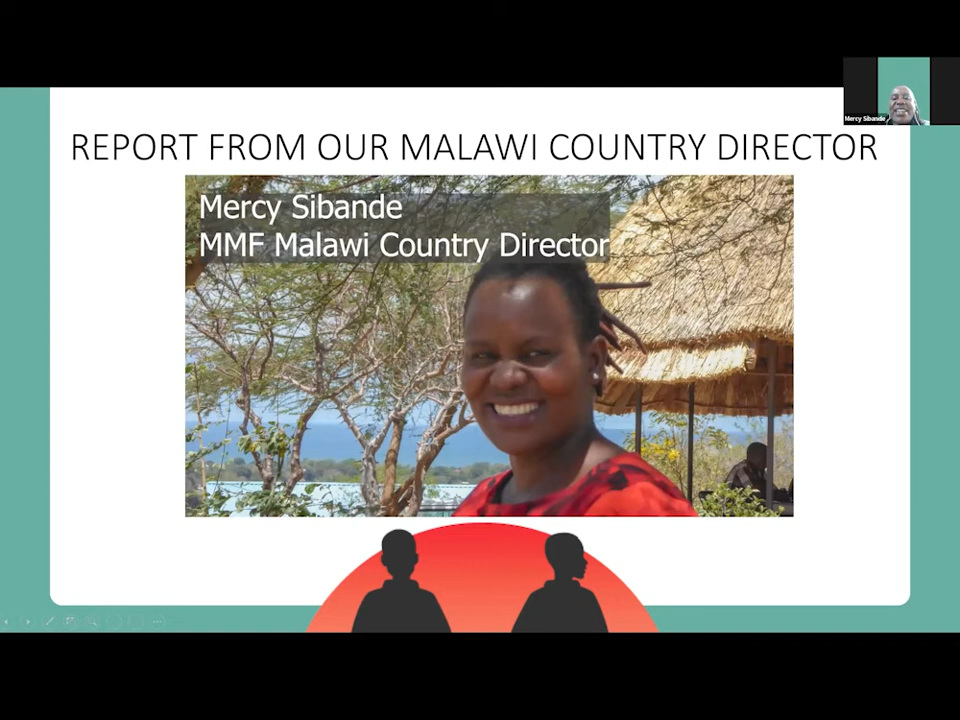 Mercy Sibande
REPORT FROM OUR MALAWI COUNTRY DIRECTOR
Mercy Sibande
MMF Malawi Country Director